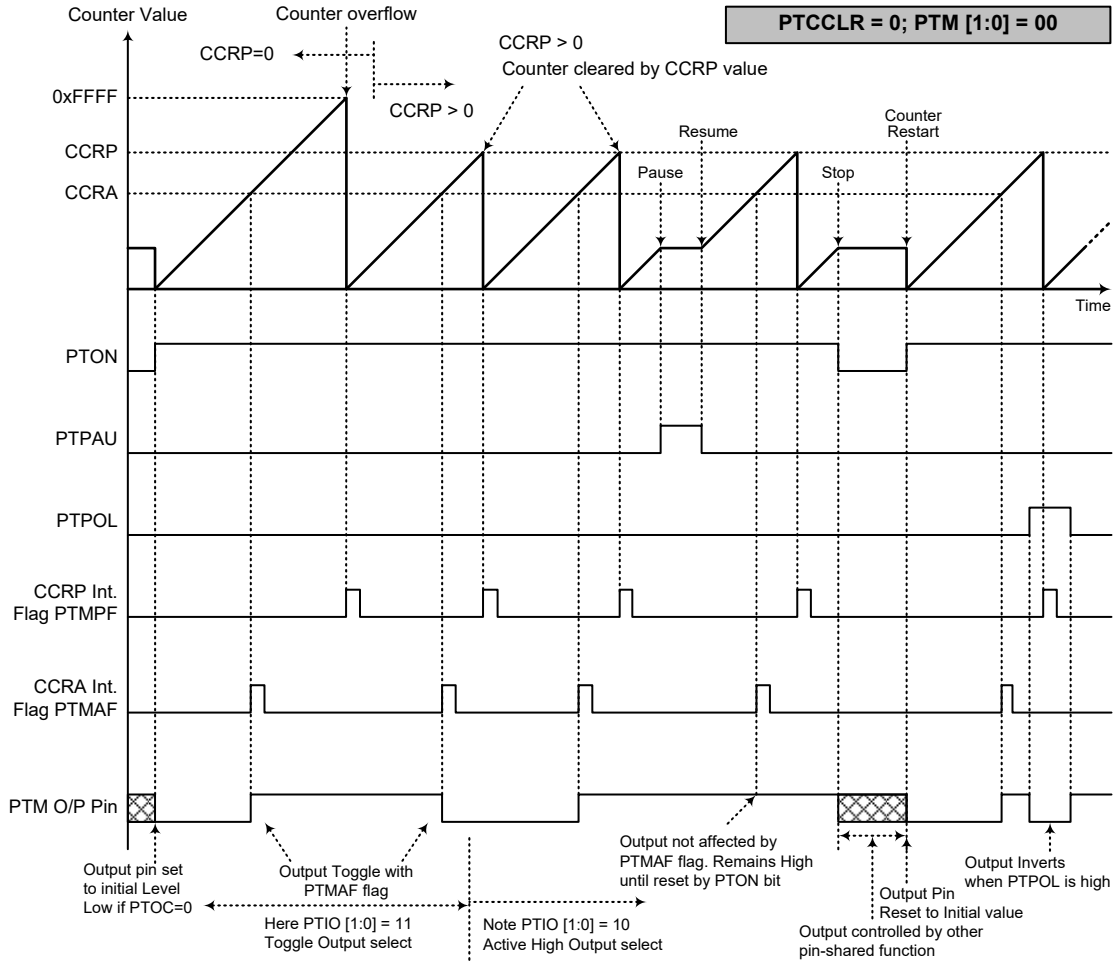 Counter Value
Counter overflow
PTCCLR = 0; PTM [1:0] = 00
CCRP=0
CCRP > 0
CCRP > 0
Counter cleared by CCRP value
0xFFFF
CCRP
CCRA
Pause
Resume
Stop
Counter
Restart
Time
PTON
PTPAU
PTPOL
CCRP Int.
Flag PTMPF
CCRA Int.
Flag PTMAF
PTM O/P Pin
Output pin set
to initial Level
Low if PTOC=0
Output Toggle with
PTMAF flag
Here PTIO [1:0] = 11
Toggle Output select
Note PTIO [1:0] = 10
Active High Output select
Output not affected by
PTMAF flag. Remains High
until reset by PTON bit
Output Pin
Reset to Initial value
Output controlled by other
pin-shared function
Output Inverts
when PTPOL is high